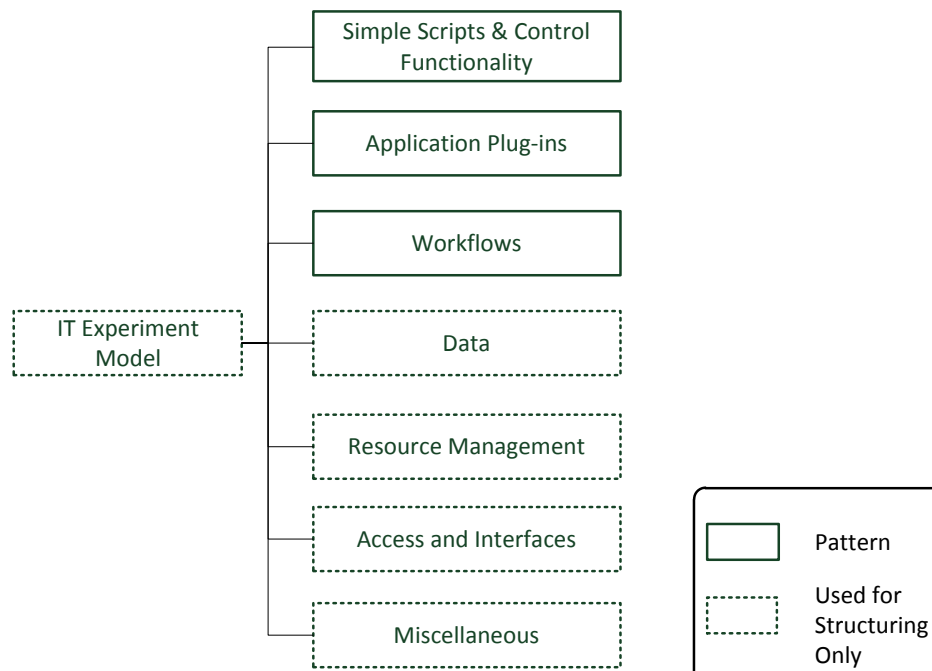 Simple Scripts & Control
Functionality
Application Plug-ins
Workflows
IT Experiment
Model
Data
Resource Management
Access and Interfaces
Miscellaneous
Pattern
Used for
Structuring
Only